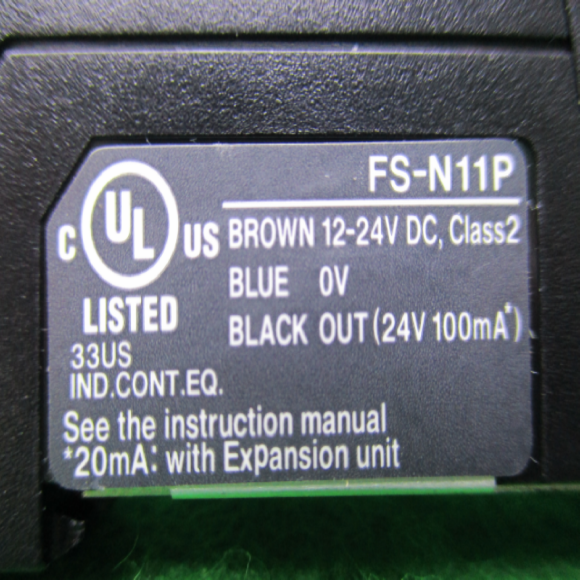 FS-N11P
C UL US
LISTED
33US
IND.CONT.EQ.
BROWN 12-24V DC, Class2
BLUE 0V
BLACK OUT (24V 100mA*)
See the instruction manual
*20mA: with Expansion unit